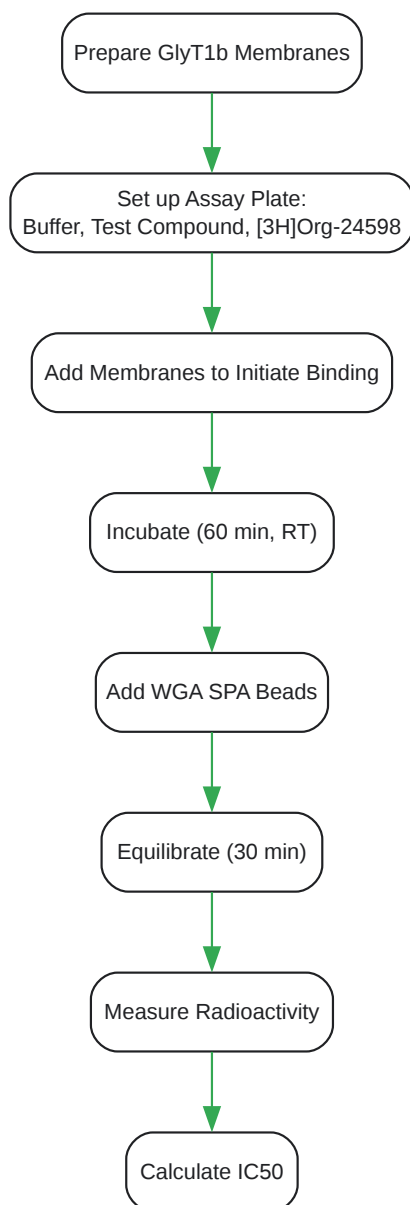 Prepare GlyT1b Membranes
Set up Assay Plate:
Buffer, Test Compound, [3H]Org-24598
Add Membranes to Initiate Binding
Incubate (60 min, RT)
Add WGA SPA Beads
Equilibrate (30 min)
Measure Radioactivity
Calculate IC50